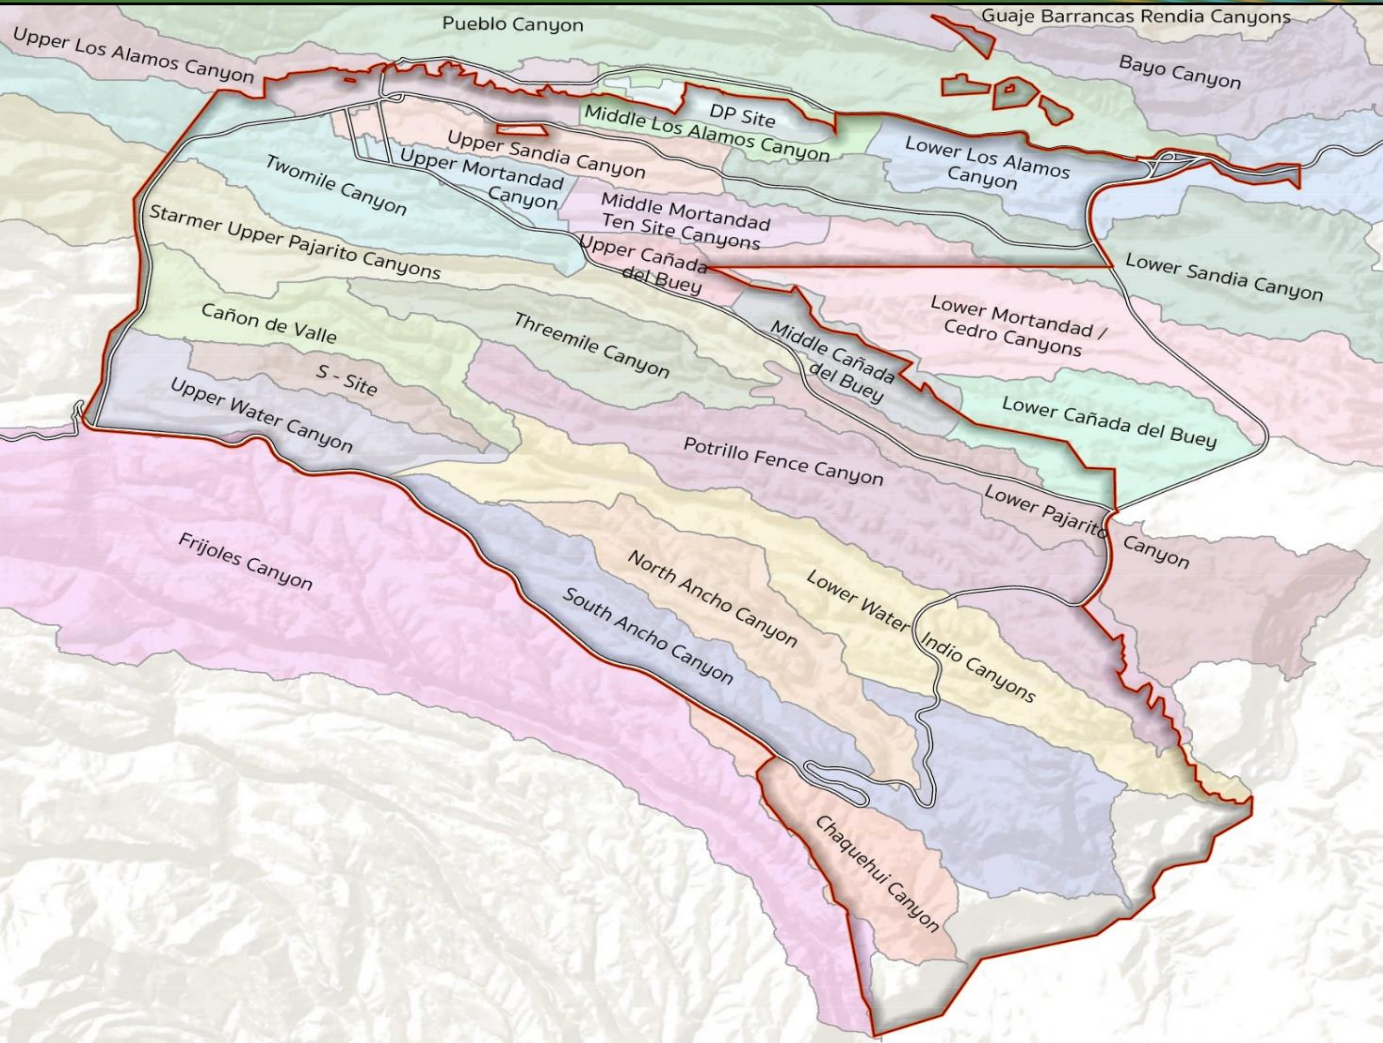 Guaje Barrancas Rendia Canyons
Pueblo Canyon
Upper Los Alamos Canyon
Bayo Canyon
DP Site
Middle Los Alamos Canyon
Upper Sandia Canyon
Lower Los Alamos
Canyon
Upper Mortandad
Canyon
Twomile Canyon
Middle Mortandad
Ten Site Canyons
Starmer Upper Pajarito Canyons
Upper Cañada
del Buey
Lower Sandia Canyon
Lower Mortandad /
Cedro Canyons
Cañon de Valle
Threemile Canyon
Middle Cañada
del Buey
S - Site
Upper Water Canyon
Lower Cañada del Buey
Potrillo Fence Canyon
Lower Pajarito Canyon
Frijoles Canyon
North Ancho Canyon
South Ancho Canyon
Lower Water Indio Canyons
Chaquehui Canyon